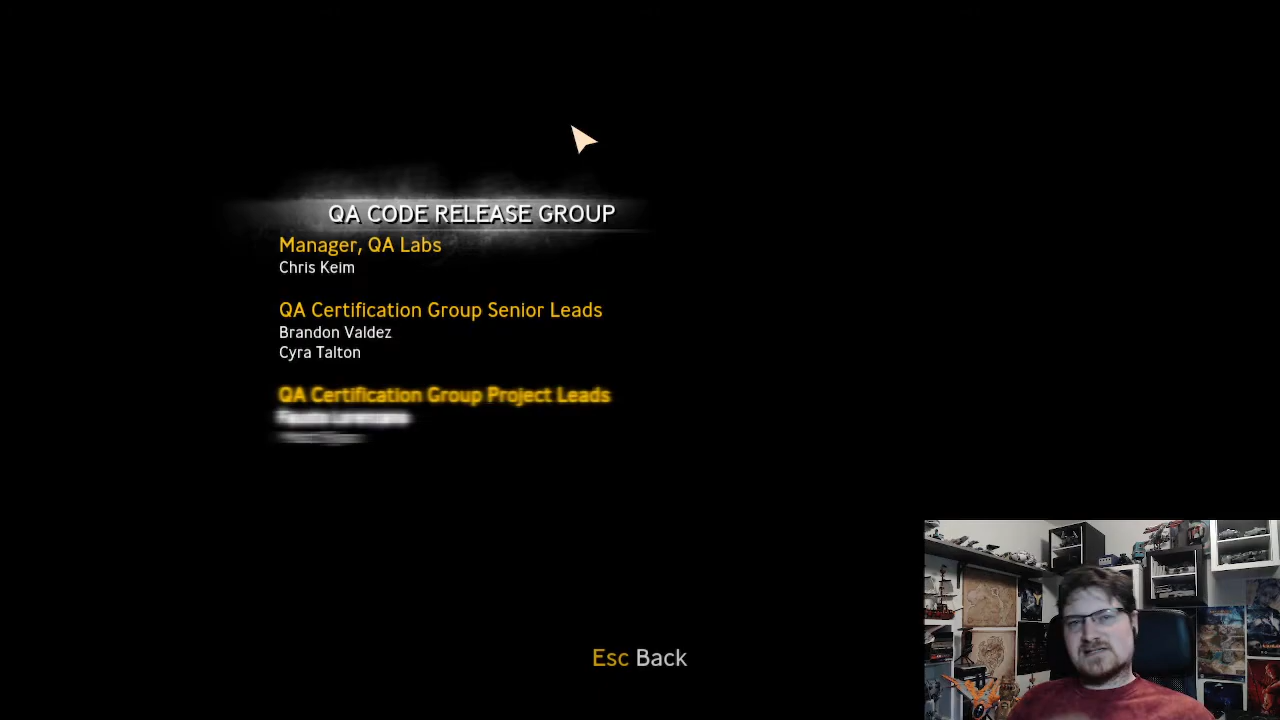 QA CODE RELEASE GROUP
Manager, QA Labs
Chris Keim
QA Certification Group Senior Leads
Brandon Valdez
Cyra Talton
QA Certification Group Project Leads
Esc Back